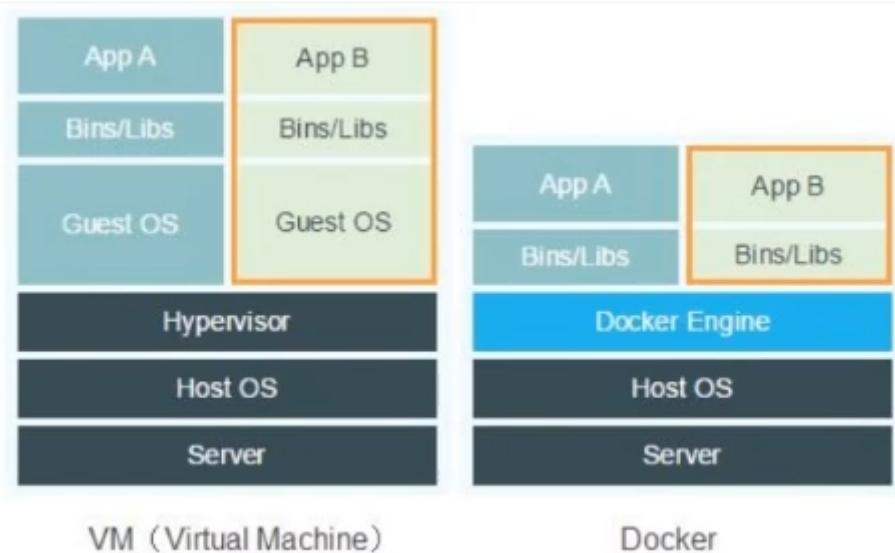 App A
App B
Bins/Libs
Bins/Libs
Guest OS
Guest OS
Hypervisor
Host OS
Server
VM（Virtual Machine）
App A
App B
Bins/Libs
Bins/Libs
Docker Engine
Host OS
Server
Docker